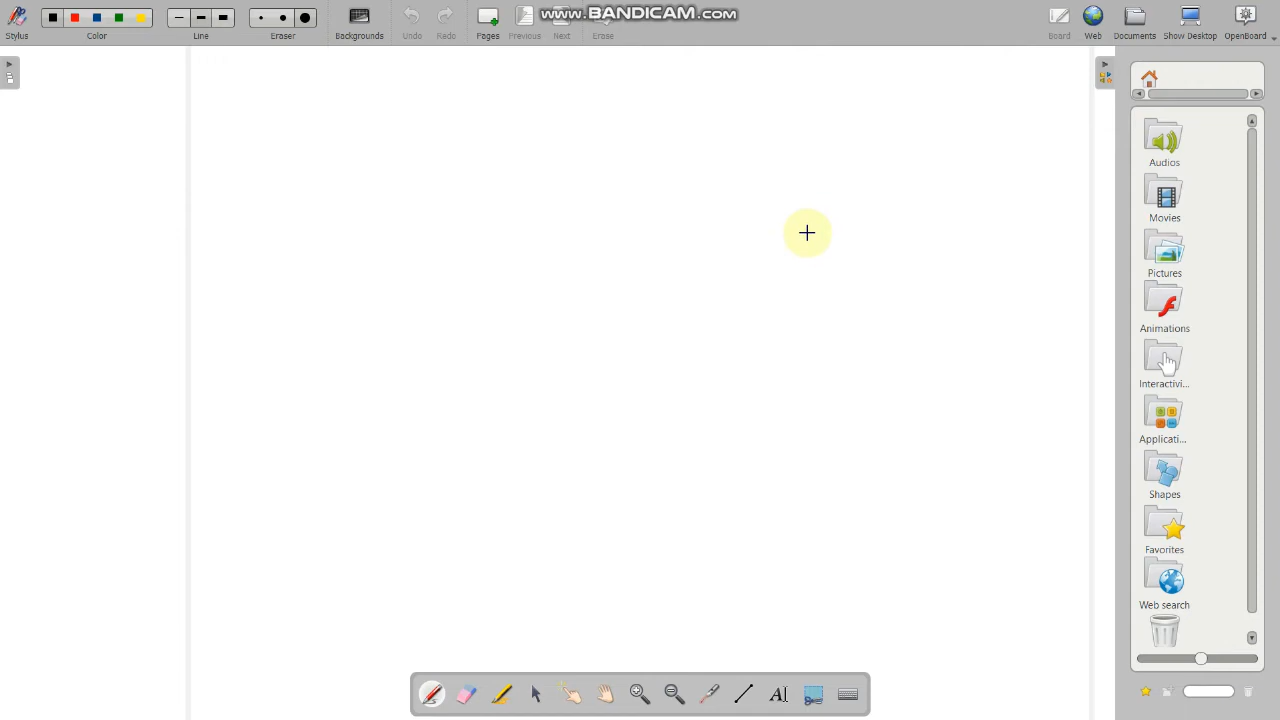 www.BANDICAM.com
Stylus
Color
Line
Eraser
Backgrounds
Undo
Redo
Pages
Previous
Next
Erase
Board
Web
Documents
Show Desktop
OpenBoard
Audios
Movies
Pictures
Animations
Interactivi...
Applicati...
Shapes
Favorites
Web search
AI